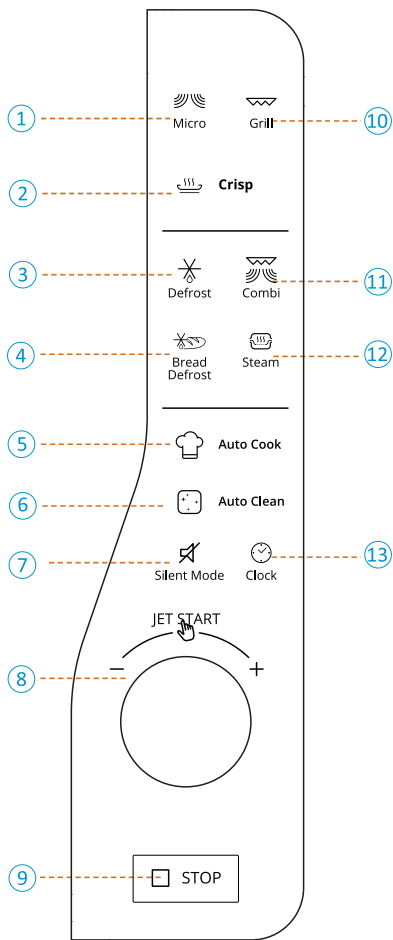 1 Micro
Grill 10
2 Crisp
3 Defrost
Combi 11
4 Bread
Defrost
Steam 12
5 Auto Cook
6 Auto Clean
7 Silent Mode
Clock 13
JET START
− +
8
9 STOP